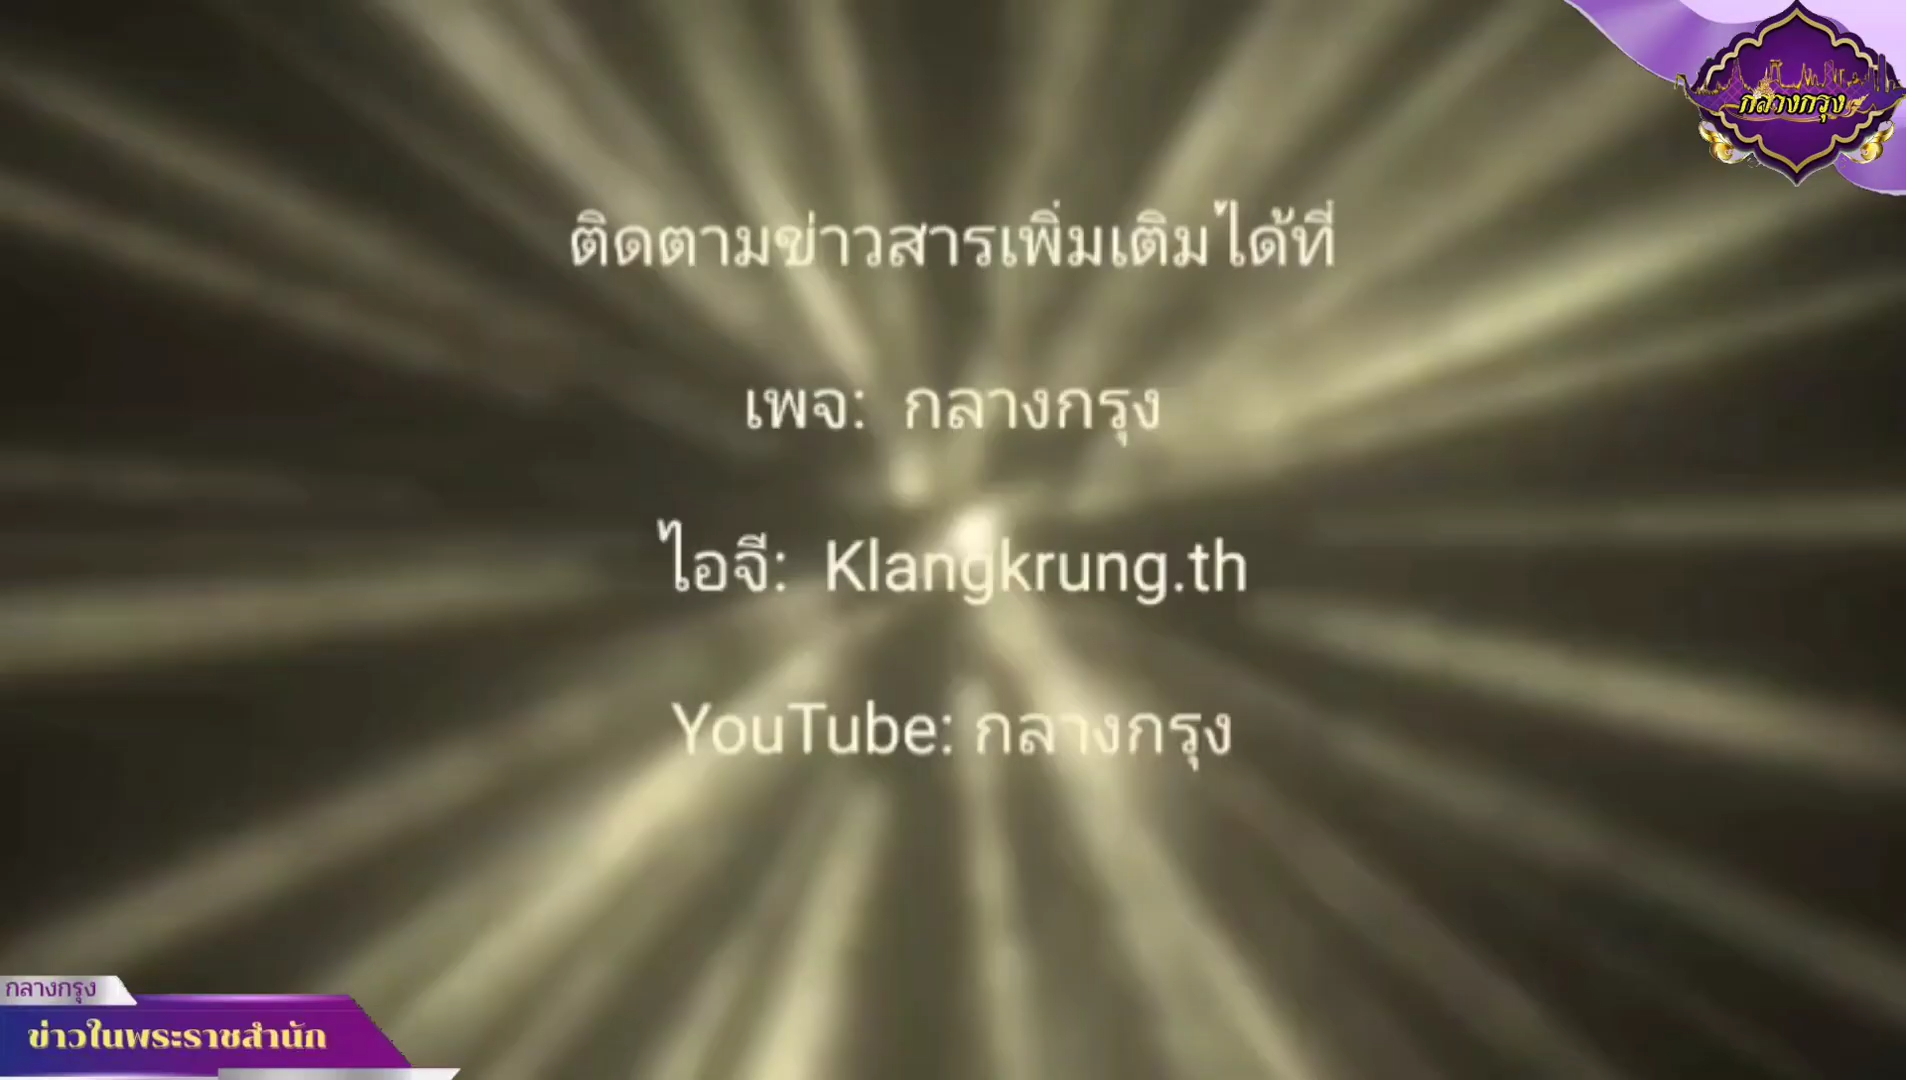 กลางกรุง
ติดตามข่าวสารเพิ่มเติมได้ที่
เพจ: กลางกรุง
ไอจี: Klangkrung.th
YouTube: กลางกรุง
กลางกรุง
ข่าวในพระราชสำนัก